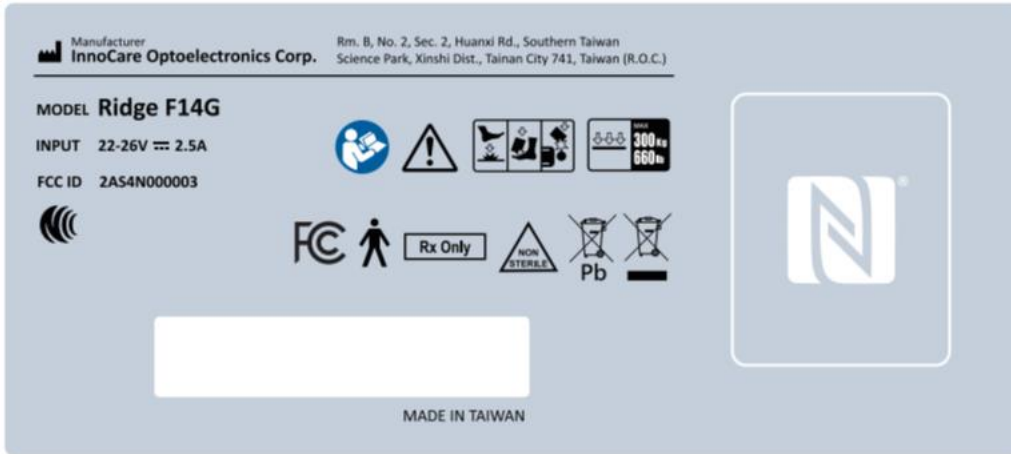 Manufacturer
InnoCare Optoelectronics Corp.
Rm. B, No. 2, Sec. 2, Huanxi Rd., Southern Taiwan
Science Park, Xinshi Dist., Tainan City 741, Taiwan (R.O.C.)
MODEL Ridge F14G
INPUT 22-26V ⎓ 2.5A
FCC ID 2AS4N000003
MAX
300Kg
660lb
FC
Rx Only
NON
STERILE
Pb
N®
MADE IN TAIWAN